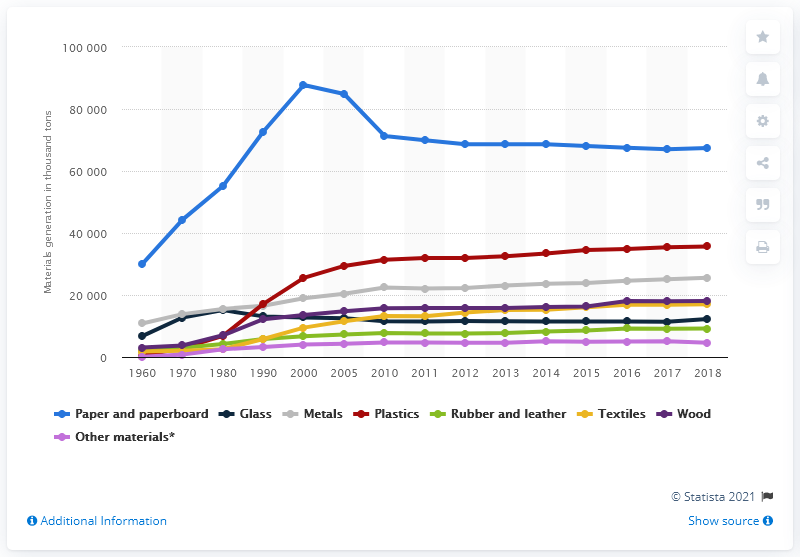 100 000
80 000
60 000
40 000
20 000
0
Materials generation in thousand tons
1960 1970 1980 1990 2000 2005 2010 2011 2012 2013 2014 2015 2016 2017 2018
Paper and paperboard Glass Metals Plastics Rubber and leather Textiles Wood
Other materials*
© Statista 2021
Additional Information Show source